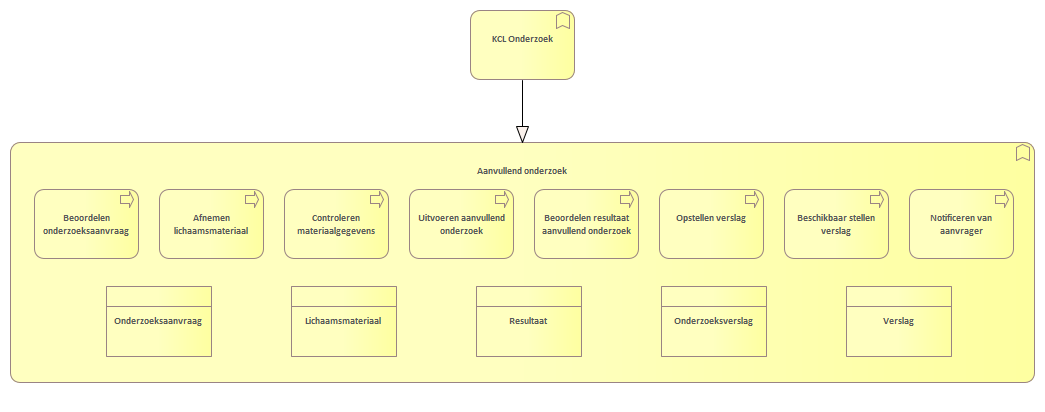 KCL Onderzoek
Aanvullend onderzoek
Beoordelen
onderzoeksaanvraag
Afnemen
lichaamsmateriaal
Controleren
materiaalgegevens
Uitvoeren aanvullend
onderzoek
Beoordelen resultaat
aanvullend onderzoek
Opstellen verslag
Beschikbaar stellen
verslag
Notificeren van
aanvrager
Onderzoeksaanvraag
Lichaamsmateriaal
Resultaat
Onderzoeksverslag
Verslag